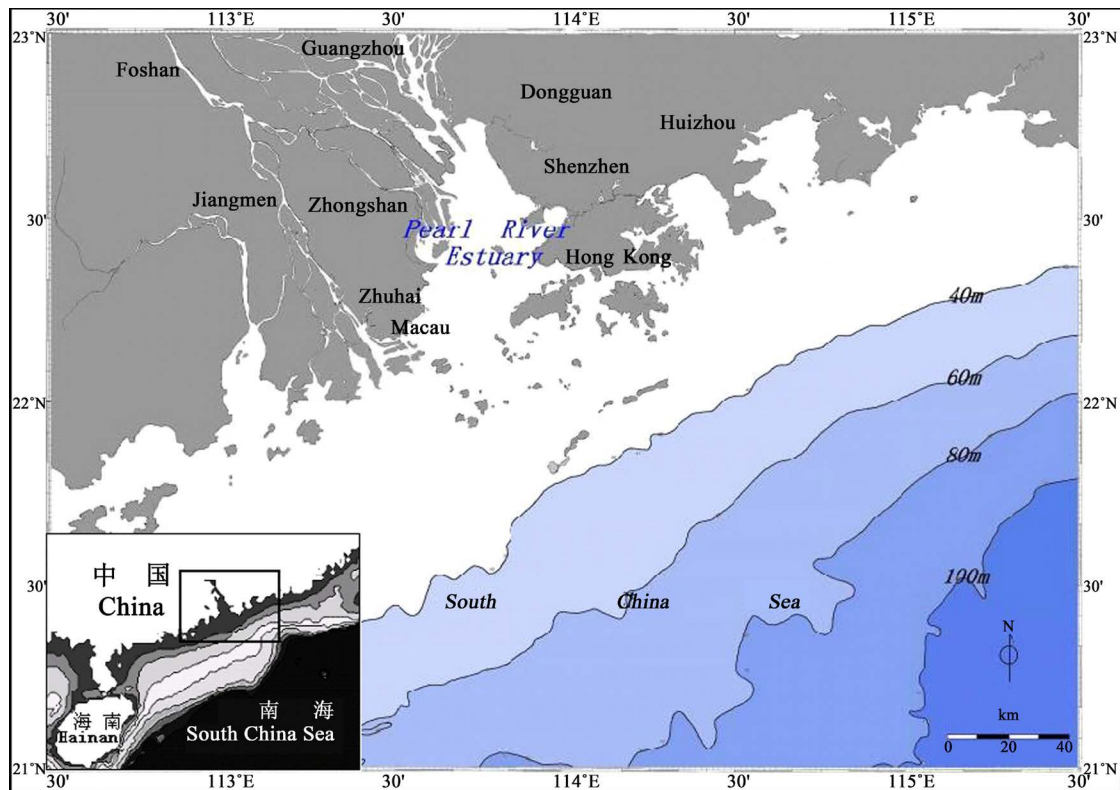 30' 113°E 30' 114°E 30' 115°E 30'
23°N 23°N
Guangzhou
Foshan
Dongguan
Huizhou
Shenzhen
Jiangmen
Zhongshan
30' 30'
Pearl River
Estuary
Hong Kong
Zhuhai
Macau
40m
60m
22°N 22°N
80m
100m
30' 30'
中 国
China
South China Sea
N
南 海
South China Sea
海 南
Hainan
km
0 20 40
21°N 21°N
30' 113°E 30' 114°E 30' 115°E 30'